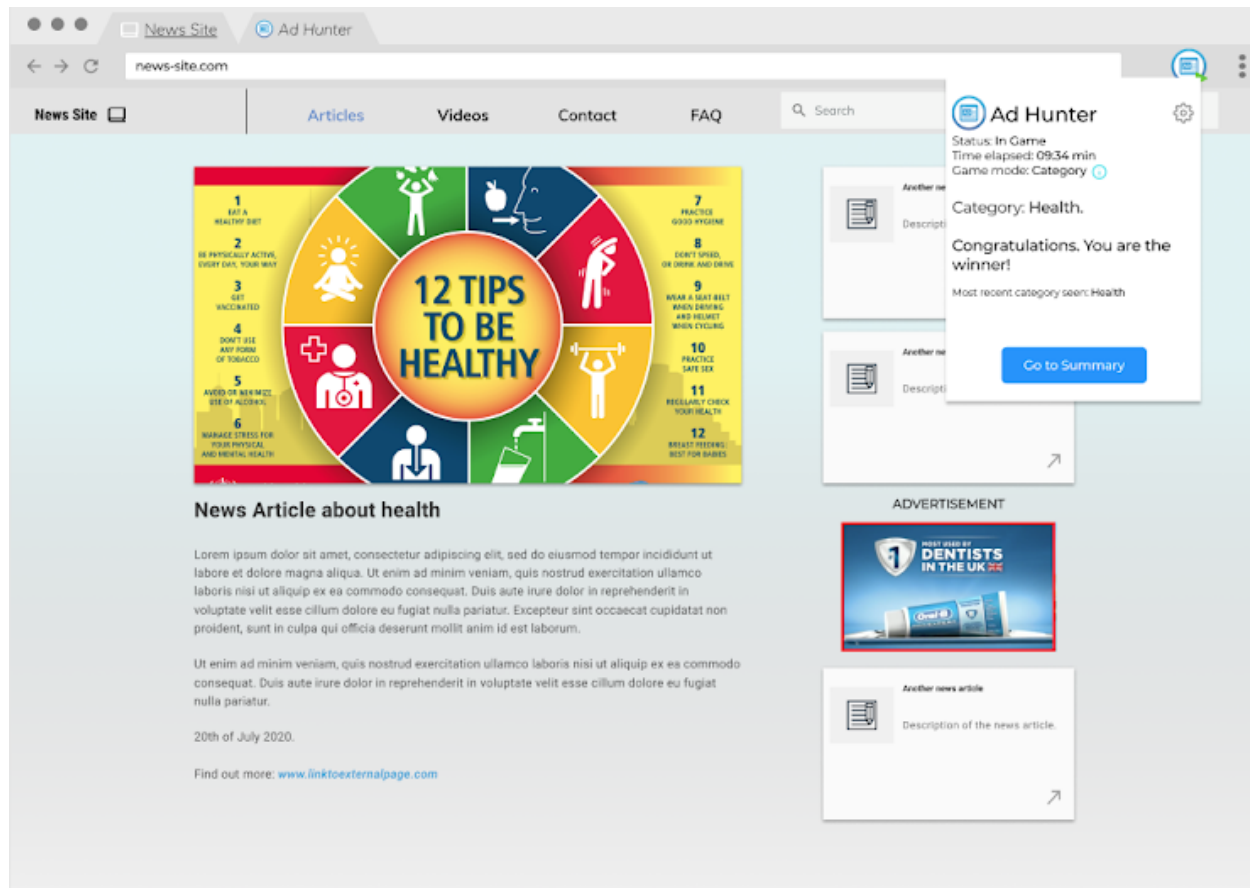 News Site
Ad Hunter
news-site.com
News Site
Articles
Videos
Contact
FAQ
Search
Ad Hunter
Status: In Game
Time elapsed: 09:34 min
Game mode: Category
Category: Health.
Congratulations. You are the
winner!
Most recent category seen: Health
Go to Summary
1
EAT A
HEALTHY DIET
2
BE PHYSICALLY ACTIVE,
EVERY DAY, YOUR WAY
3
GET
VACCINATED
4
DON'T USE
ANY FORM
OF TOBACCO
5
AVOID OR MINIMIZE
USE OF ALCOHOL
6
MANAGE STRESS FOR
YOUR PHYSICAL
AND MENTAL HEALTH
12 TIPS
TO BE
HEALTHY
7
PRACTICE
GOOD HYGIENE
8
DON'T SPEED,
OR DRINK AND DRIVE
9
WEAR A SEAT-BELT
WHEN DRIVING
AND HELMET
WHEN CYCLING
10
PRACTICE
SAFE SEX
11
REGULARLY CHECK
YOUR HEALTH
12
BREAST FEEDING:
BEST FOR BABIES
News Article about health
Lorem ipsum dolor sit amet, consectetur adipiscing elit, sed do eiusmod tempor incididunt ut
labore et dolore magna aliqua. Ut enim ad minim veniam, quis nostrud exercitation ullamco
laboris nisi ut aliquip ex ea commodo consequat. Duis aute irure dolor in reprehenderit in
voluptate velit esse cillum dolore eu fugiat nulla pariatur. Excepteur sint occaecat cupidatat non
proident, sunt in culpa qui officia deserunt mollit anim id est laborum.
Ut enim ad minim veniam, quis nostrud exercitation ullamco laboris nisi ut aliquip ex ea commodo
consequat. Duis aute irure dolor in reprehenderit in voluptate velit esse cillum dolore eu fugiat
nulla pariatur.
20th of July 2020.
Find out more: www.linktoexternalpage.com
Another
Another
ADVERTISEMENT
1
MOST USED BY
DENTISTS
IN THE UK
Oral-B
Another news article
Description of the news article.